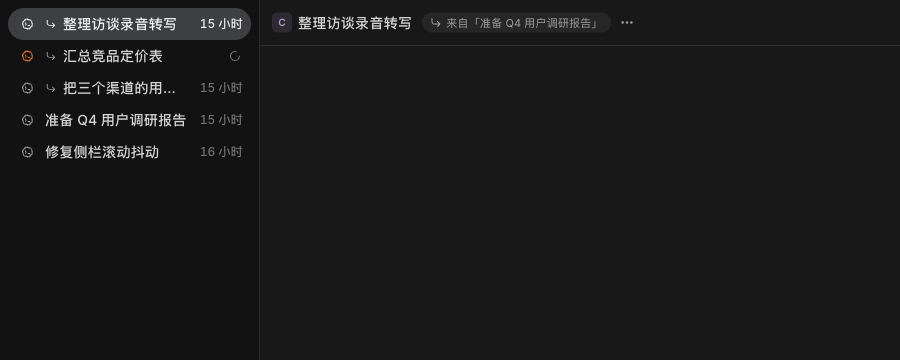 整理访谈录音转写 15 小时
汇总竞品定价表
把三个渠道的用... 15 小时
准备 Q4 用户调研报告 15 小时
修复侧栏滚动抖动 16 小时
C 整理访谈录音转写 来自「准备 Q4 用户调研报告」